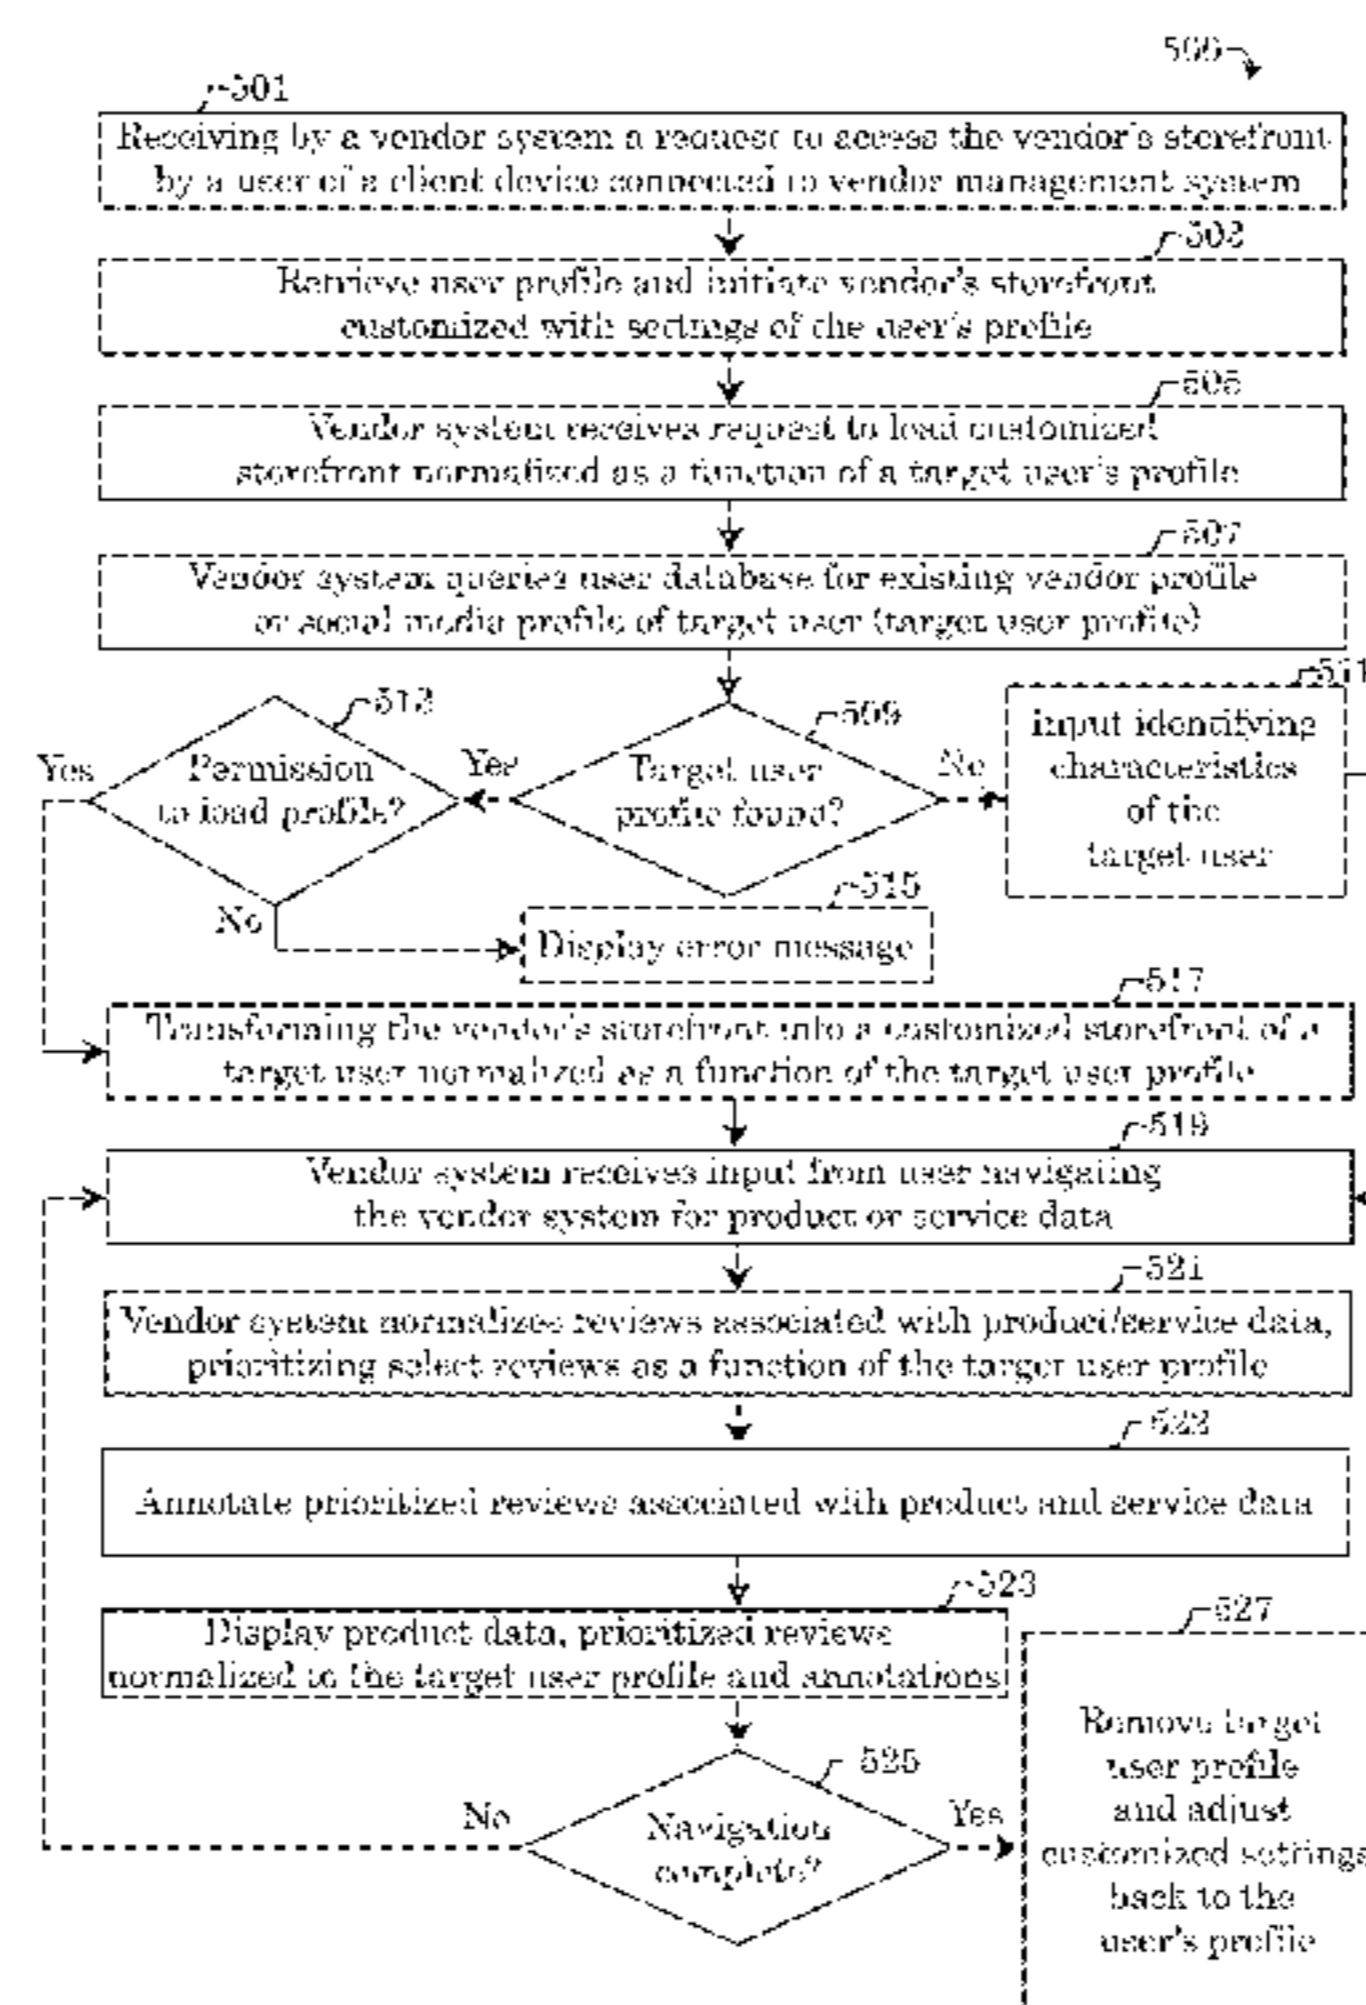 500
501
Receiving by a vendor system a request to access the vendor's storefront
by a user of a client device connected to vendor management system
503
Retrieve user profile and initiate vendor's storefront
customized with settings of the user's profile
505
Vendor system receives request to load customized
storefront normalized as a function of a target user's profile
507
Vendor system queries user database for existing vendor profile
or social media profile of target user (target user profile)
511
513
509
Yes
Permission
to load profile?
Yes
Target user
profile found?
No
input identifying
characteristics
of the
target user
No
515
Display error message
517
Transforming the vendor's storefront into a customized storefront of a
target user normalized as a function of the target user profile
519
Vendor system receives input from user navigating
the vendor system for product or service data
521
Vendor system normalizes reviews associated with product/service data,
prioritizing select reviews as a function of the target user profile
522
Annotate prioritized reviews associated with product and service data
523
Display product data, prioritized reviews
normalized to the target user profile and annotations
527
525
No
Navigation
complete?
Yes
Remove target
user profile
and adjust
customized settings
back to the
user's profile